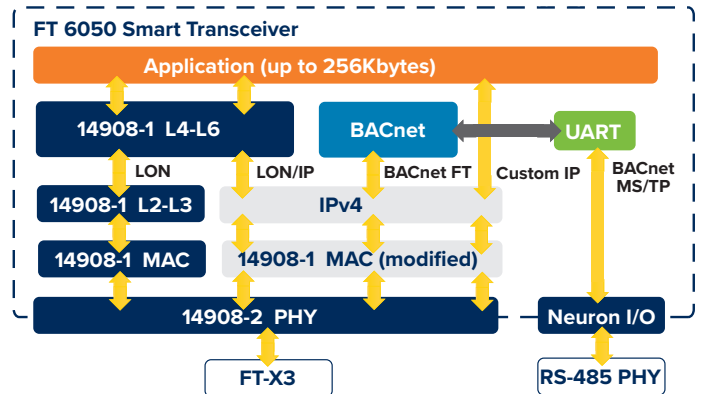 FT 6050 Smart Transceiver
Application (up to 256Kbytes)
14908-1 L4-L6
BACnet
UART
LON
LON/IP
BACnet FT
Custom IP
BACnet
MS/TP
14908-1 L2-L3
IPv4
14908-1 MAC
14908-1 MAC (modified)
14908-2 PHY
Neuron I/O
FT-X3
RS-485 PHY